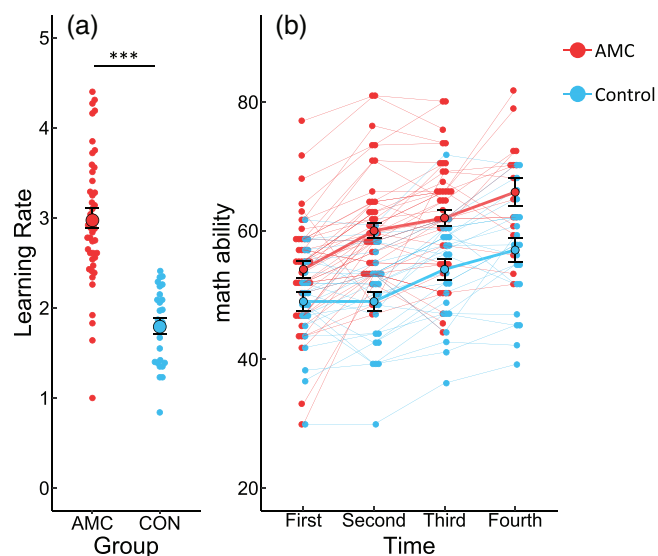 (a)
Learning Rate
5
4
3
2
1
0
***
AMC CON
Group
(b)
math ability
80
60
40
20
First Second Third Fourth
Time
AMC
Control